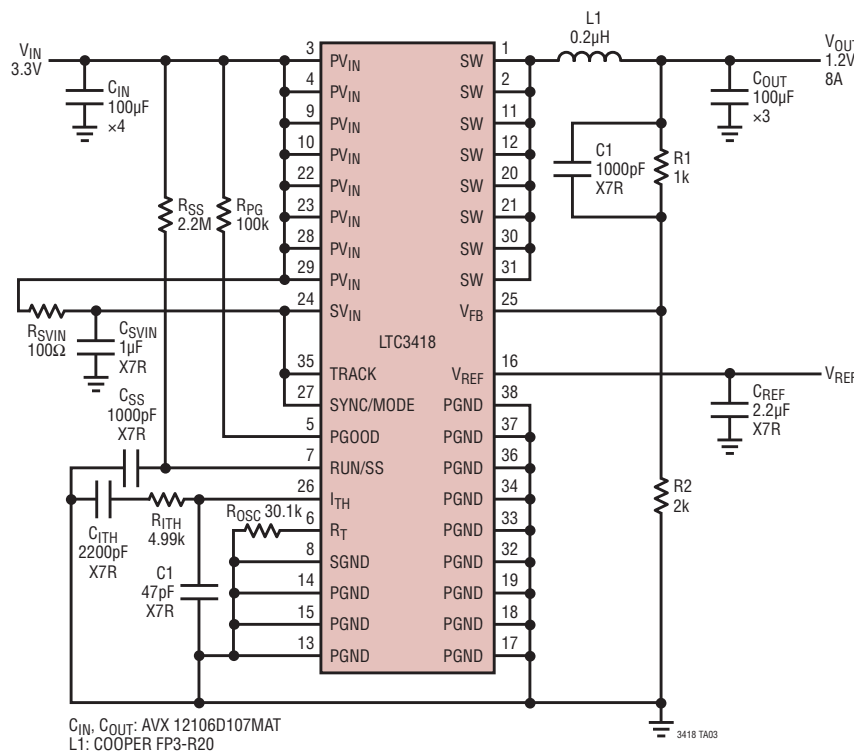 V_IN
3.3V
C_IN
100µF
×4
R_SS
2.2M
R_PG
100k
R_SVIN
100Ω
C_SVIN
1µF
X7R
C_SS
1000pF
X7R
C_ITH
2200pF
X7R
R_ITH
4.99k
C1
47pF
X7R
R_OSC 30.1k
3 PV_IN
4 PV_IN
9 PV_IN
10 PV_IN
22 PV_IN
23 PV_IN
28 PV_IN
29 PV_IN
24 SV_IN
35 TRACK
27 SYNC/MODE
5 PGOOD
7 RUN/SS
26 I_TH
6 R_T
8 SGND
14 PGND
15 PGND
13 PGND
LTC3418
SW 1
SW 2
SW 11
SW 12
SW 20
SW 21
SW 30
SW 31
V_FB 25
V_REF 16
PGND 38
PGND 37
PGND 36
PGND 34
PGND 33
PGND 32
PGND 19
PGND 18
PGND 17
L1
0.2µH
V_OUT
1.2V
8A
C_OUT
100µF
×3
C1
1000pF
X7R
R1
1k
V_REF
C_REF
2.2µF
X7R
R2
2k
C_IN, C_OUT: AVX 12106D107MAT
L1: COOPER FP3-R20
3418 TA03